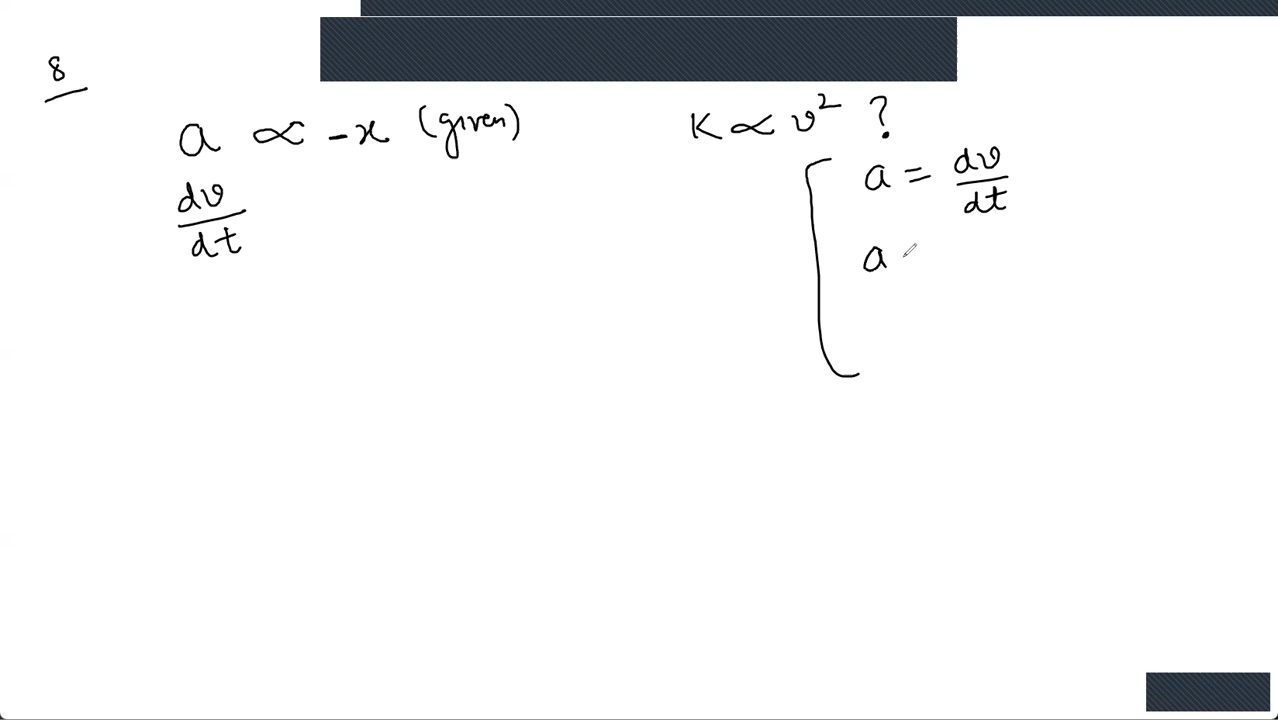 8
a ∝ -x (given)
dv
dt
K ∝ v² ?
a = dv/dt
a